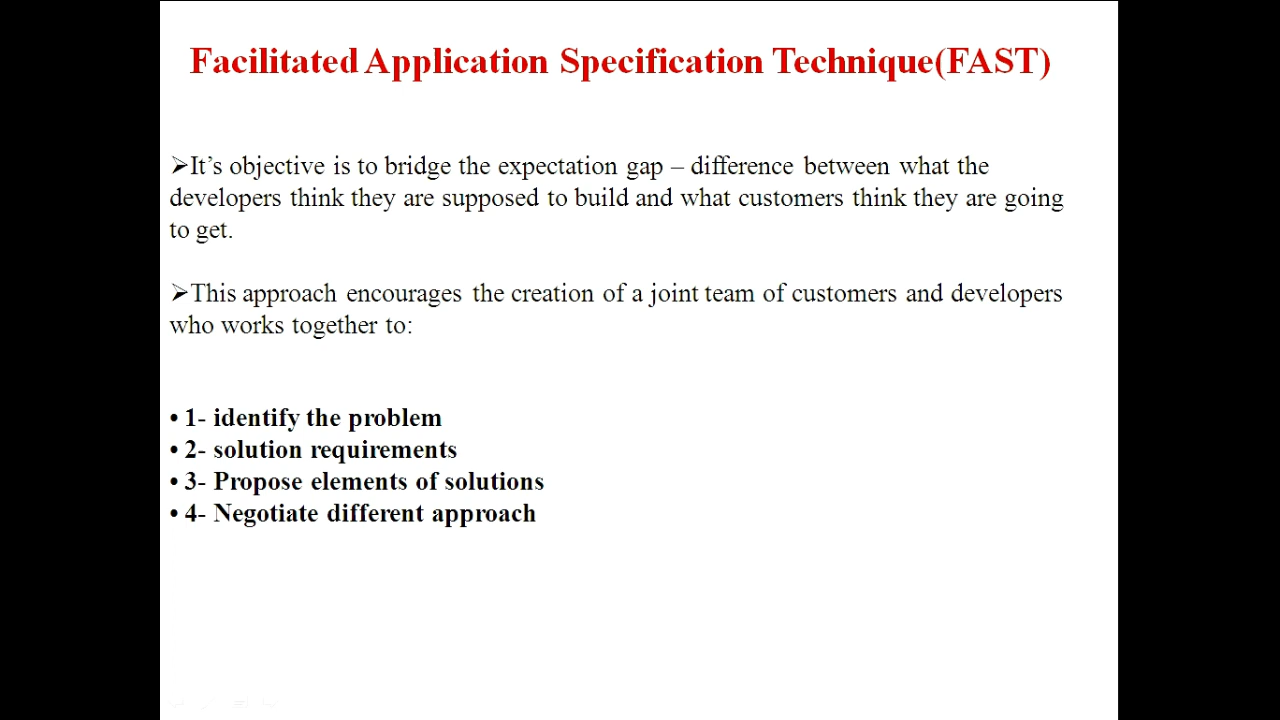 Facilitated Application Specification Technique(FAST)
➢It’s objective is to bridge the expectation gap – difference between what the
developers think they are supposed to build and what customers think they are going
to get.
➢This approach encourages the creation of a joint team of customers and developers
who works together to:
• 1- identify the problem
• 2- solution requirements
• 3- Propose elements of solutions
• 4- Negotiate different approach